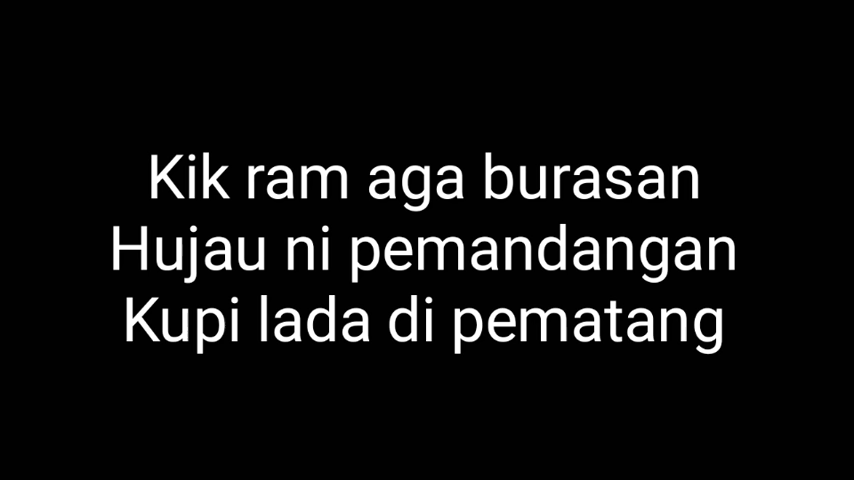 Kik ram aga burasan
Hujau ni pemandangan
Kupi lada di pematang